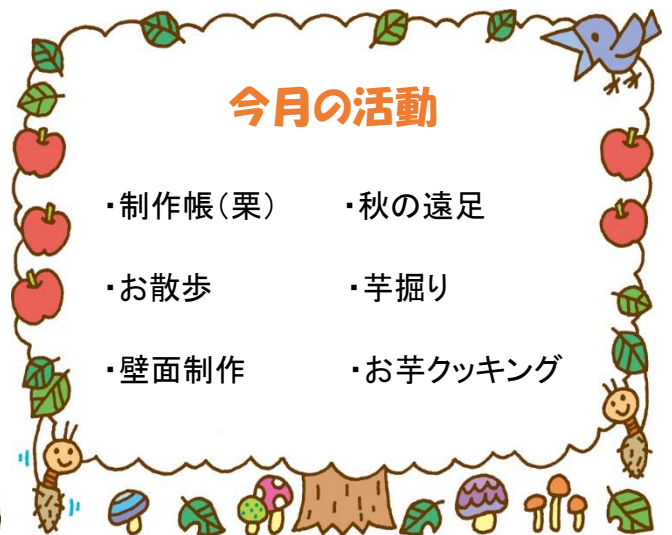 今月の活動
・制作帳(栗) ・秋の遠足
・お散歩 ・芋掘り
・壁面制作 ・お芋クッキング